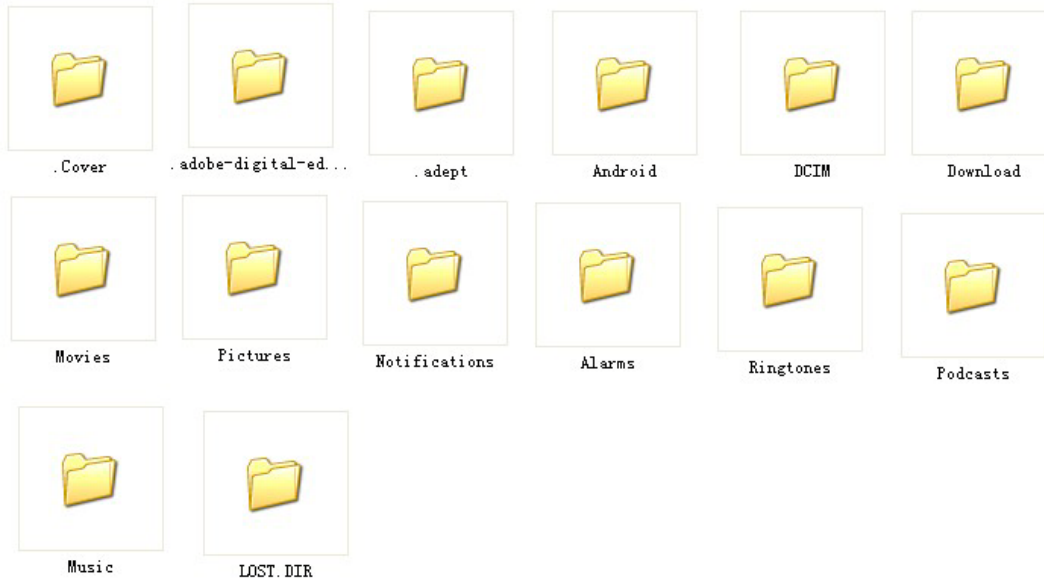 .Cover
.adobe-digital-ed...
.adept
Android
DCIM
Download
Movies
Pictures
Notifications
Alarms
Ringtones
Podcasts
Music
LOST.DIR